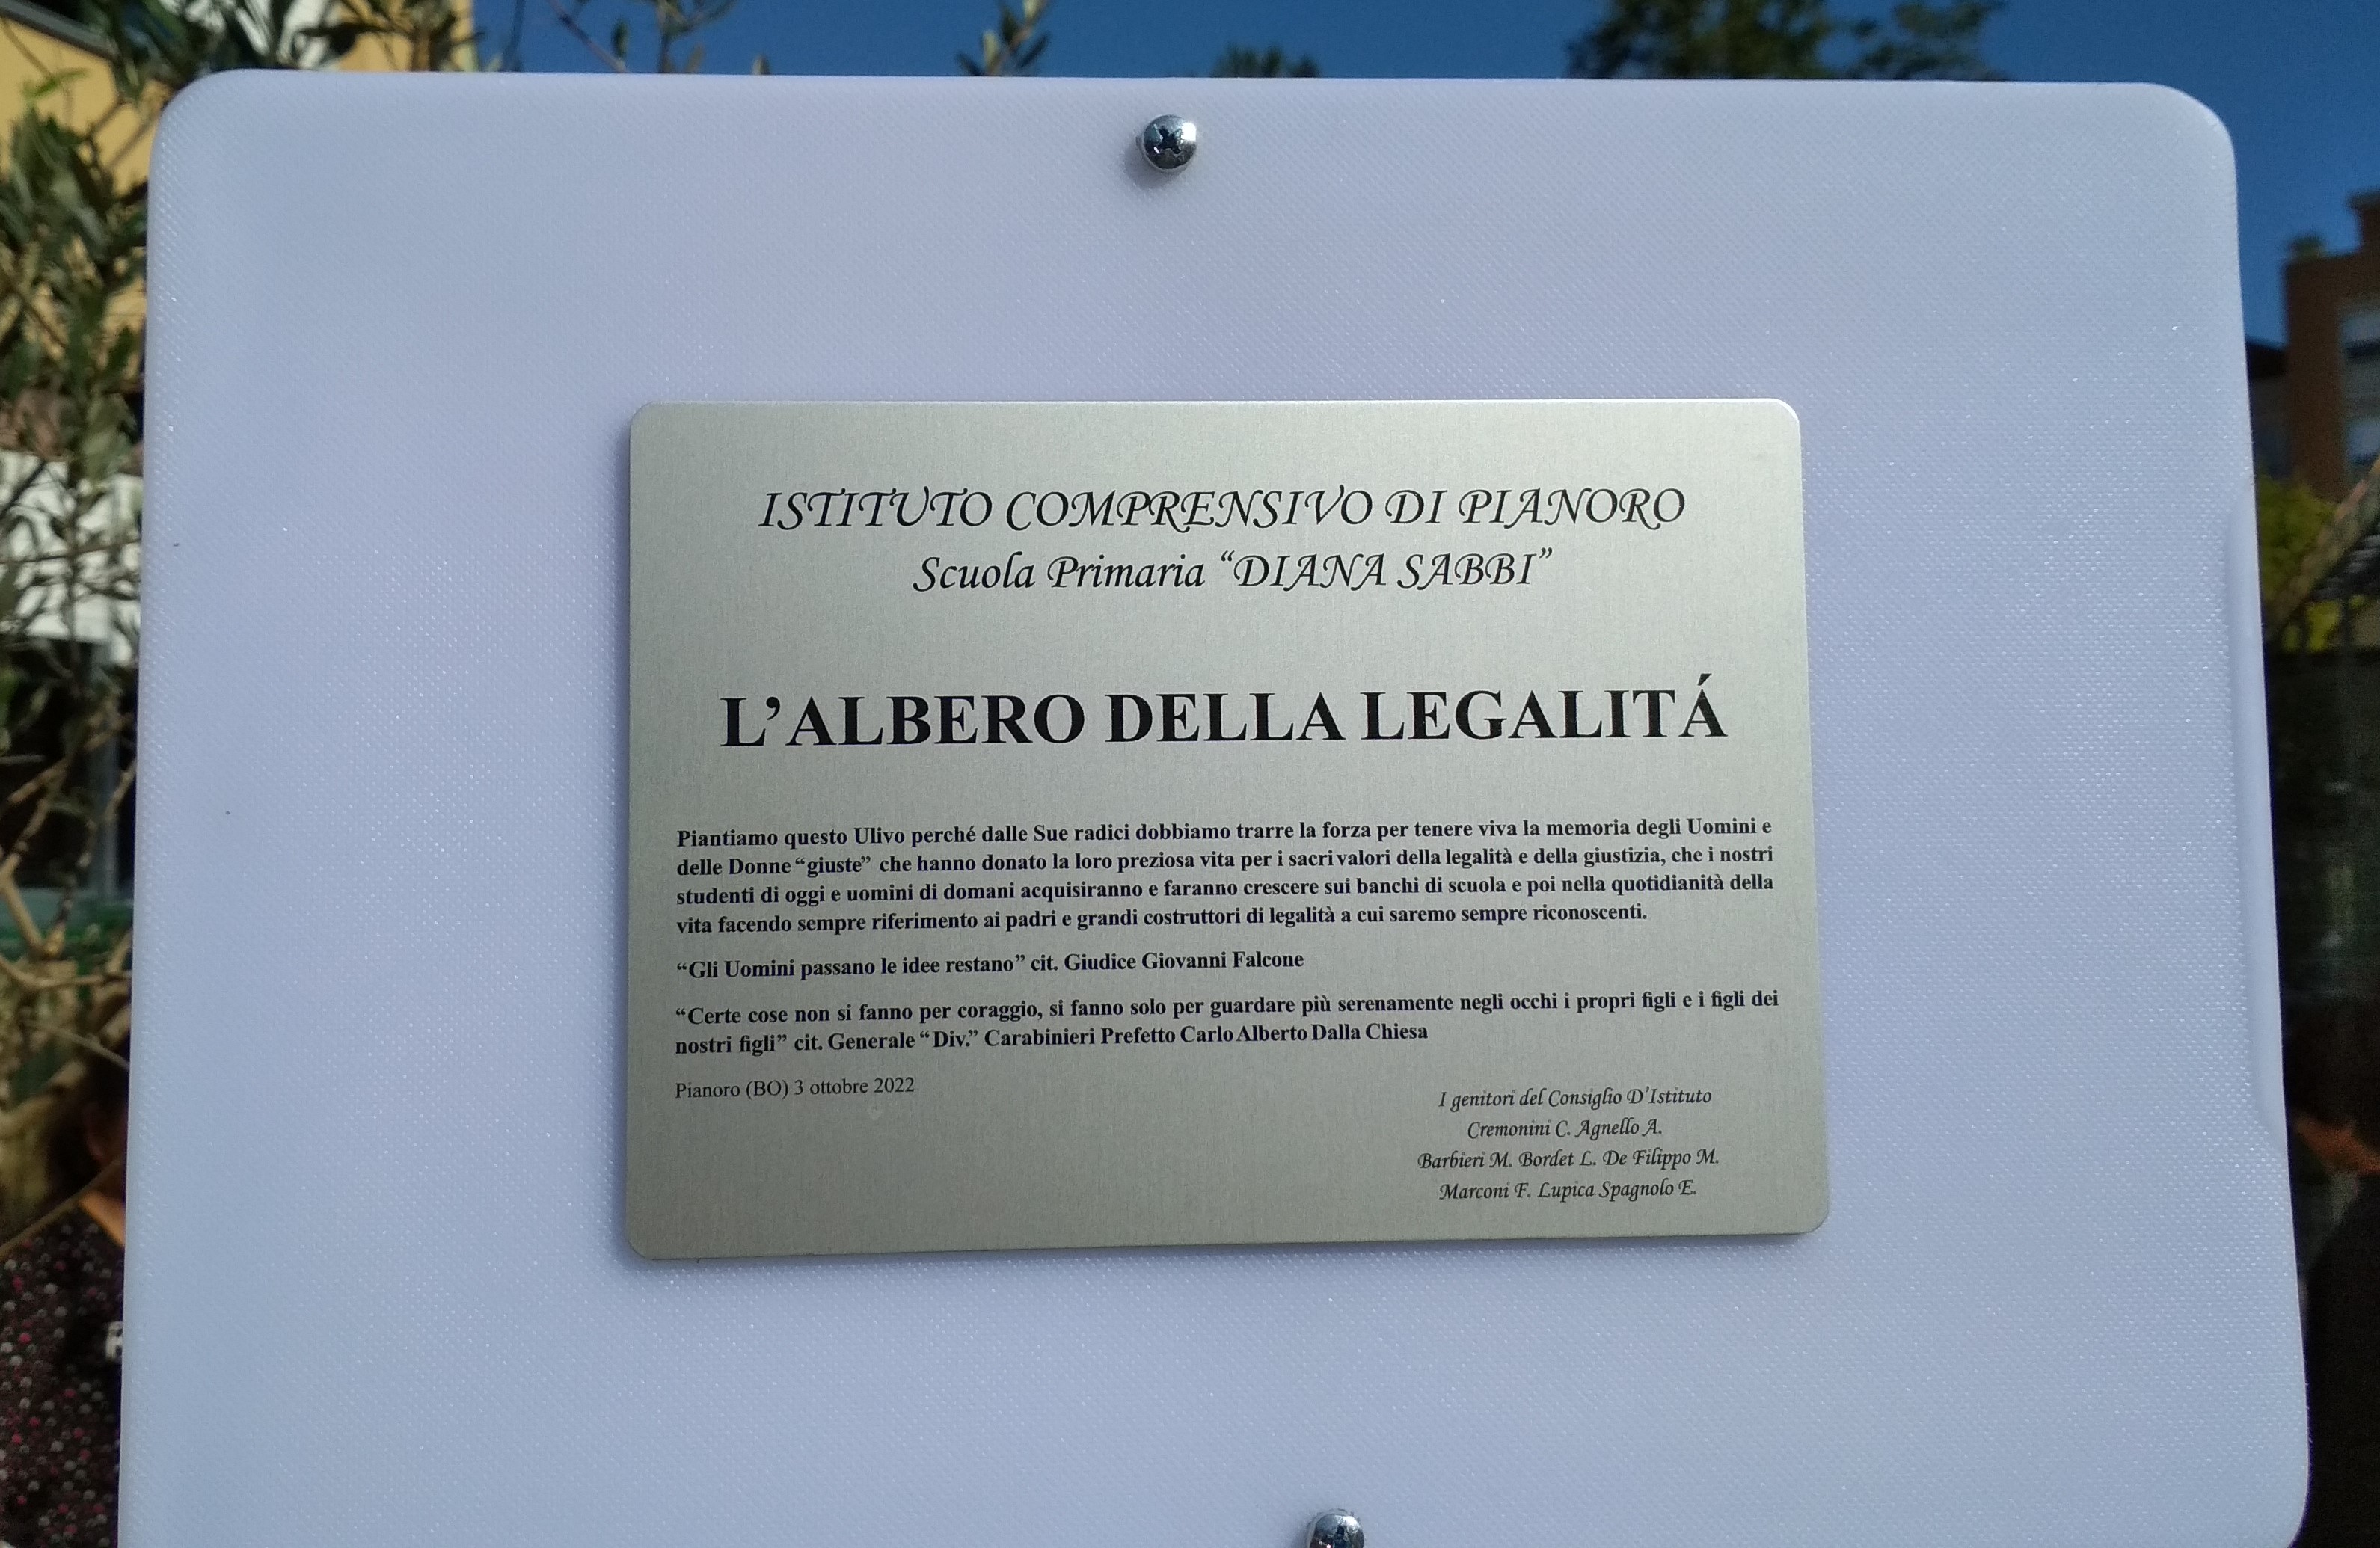 ISTITUTO COMPRENSIVO DI PIANORO
Scuola Primaria “DIANA SABBI”
L’ALBERO DELLA LEGALITÁ
Piantiamo questo Ulivo perché dalle Sue radici dobbiamo trarre la forza per tenere viva la memoria degli Uomini e
delle Donne “giuste” che hanno donato la loro preziosa vita per i sacri valori della legalità e della giustizia, che i nostri
studenti di oggi e uomini di domani acquisiranno e faranno crescere sui banchi di scuola e poi nella quotidianità della
vita facendo sempre riferimento ai padri e grandi costruttori di legalità a cui saremo sempre riconoscenti.
“Gli Uomini passano le idee restano” cit. Giudice Giovanni Falcone
“Certe cose non si fanno per coraggio, si fanno solo per guardare più serenamente negli occhi i propri figli e i figli dei
nostri figli” cit. Generale “Div.” Carabinieri Prefetto Carlo Alberto Dalla Chiesa
Pianoro (BO) 3 ottobre 2022
I genitori del Consiglio D’Istituto
Cremonini C. Agnello A.
Barbieri M. Bordet L. De Filippo M.
Marconi F. Lupica Spagnolo E.